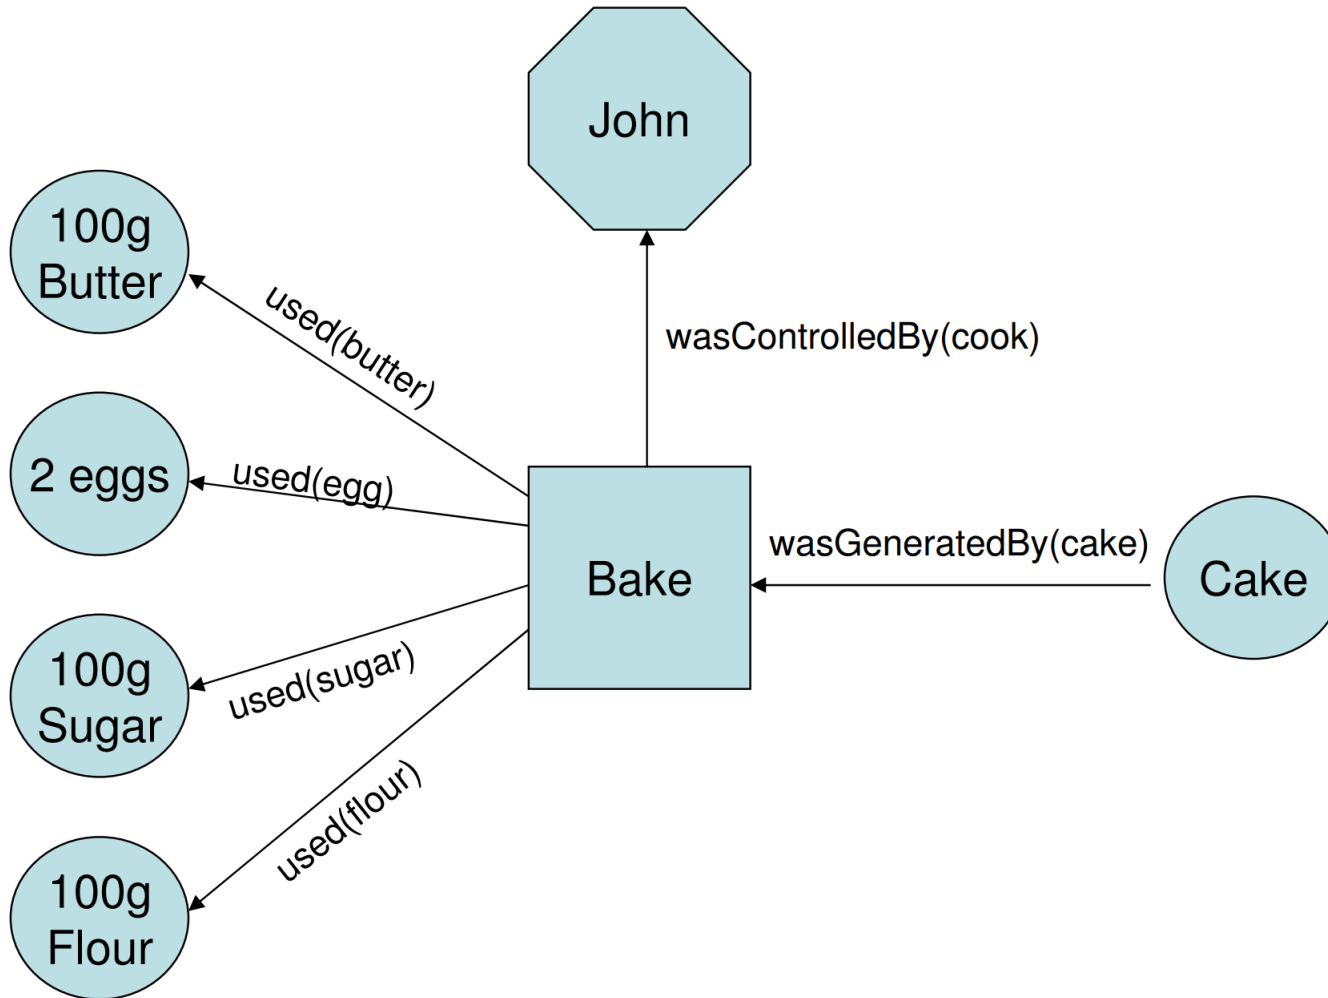 John
100g
Butter
used(butter)
wasControlledBy(cook)
2 eggs
used(egg)
wasGeneratedBy(cake)
Bake
Cake
100g
Sugar
used(sugar)
used(flour)
100g
Flour